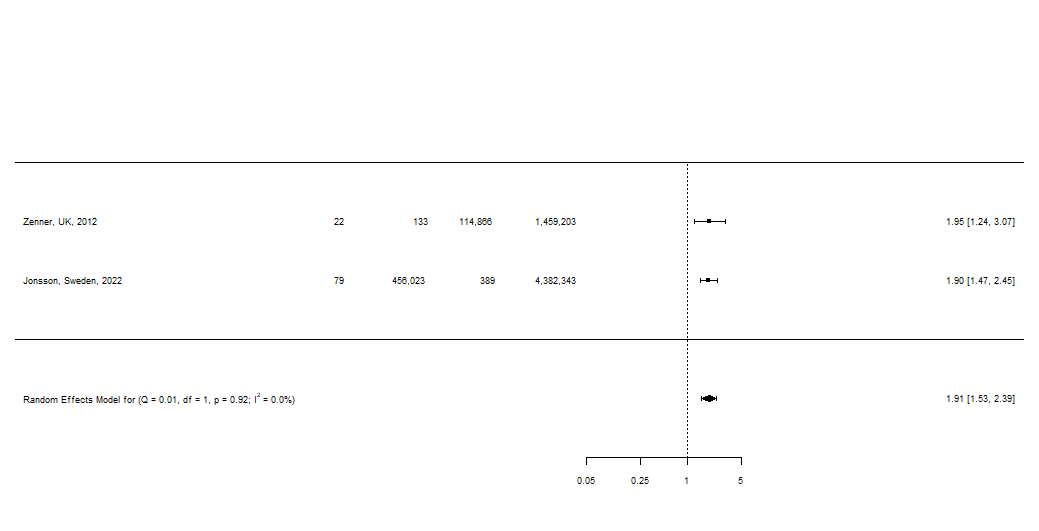 Zenner, UK, 2012 22 133 114,866 1,459,203 1.95 [1.24, 3.07]
Jonsson, Sweden, 2022 79 456,023 389 4,382,343 1.90 [1.47, 2.45]
Random Effects Model for (Q = 0.01, df = 1, p = 0.92; I² = 0.0%) 1.91 [1.53, 2.39]
0.05 0.25 1 5